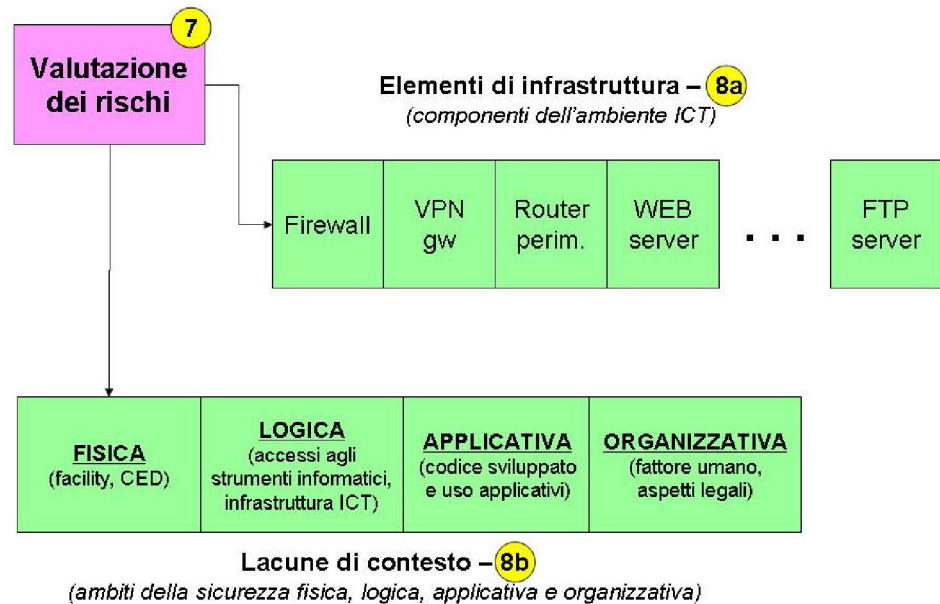 7
Valutazione
dei rischi
Elementi di infrastruttura – 8a
(componenti dell'ambiente ICT)
Firewall
VPN
gw
Router
perim.
WEB
server
. . .
FTP
server
FISICA
(facility, CED)
LOGICA
(accessi agli
strumenti informatici,
infrastruttura ICT)
APPLICATIVA
(codice sviluppato
e uso applicativi)
ORGANIZZATIVA
(fattore umano,
aspetti legali)
Lacune di contesto – 8b
(ambiti della sicurezza fisica, logica, applicativa e organizzativa)